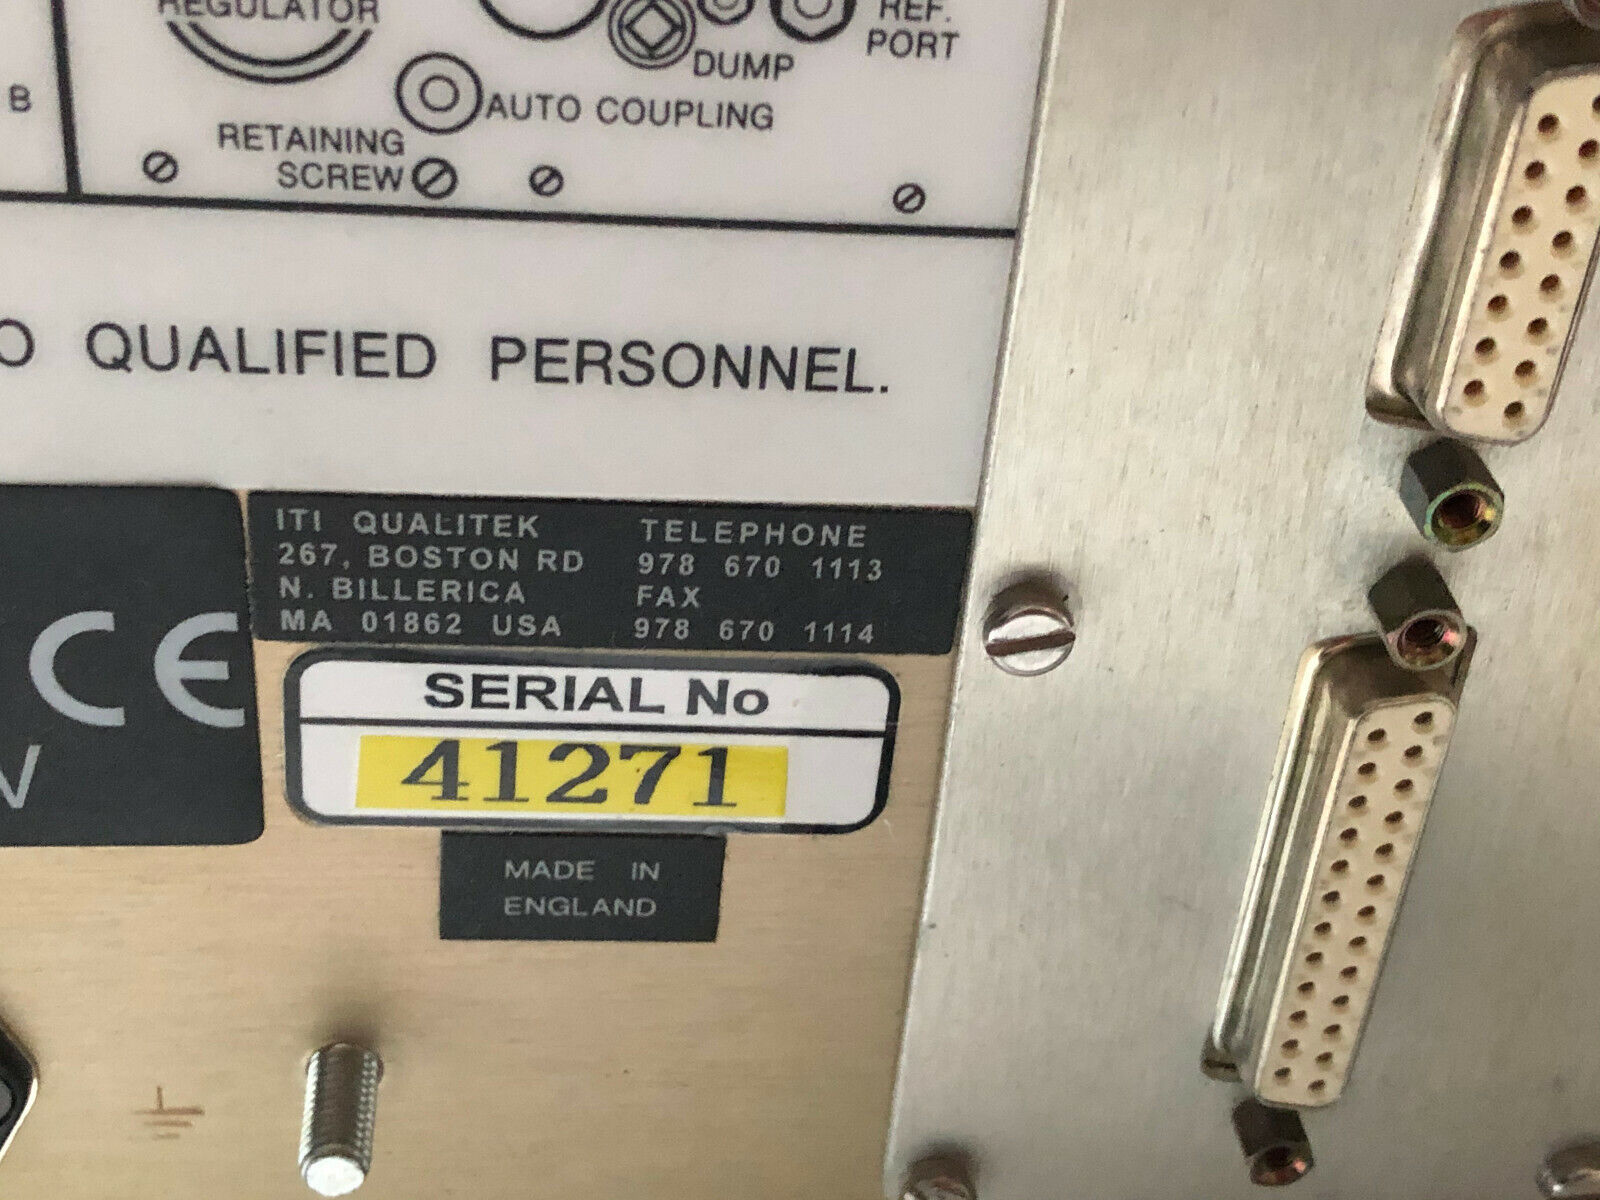 REGULATOR
REF.
PORT
DUMP
B
AUTO COUPLING
RETAINING
SCREW
O QUALIFIED PERSONNEL.
ITI QUALITEK
267, BOSTON RD
N. BILLERICA
MA 01862 USA
TELEPHONE
978 670 1113
FAX
978 670 1114
CE
V
SERIAL No
41271
MADE IN
ENGLAND